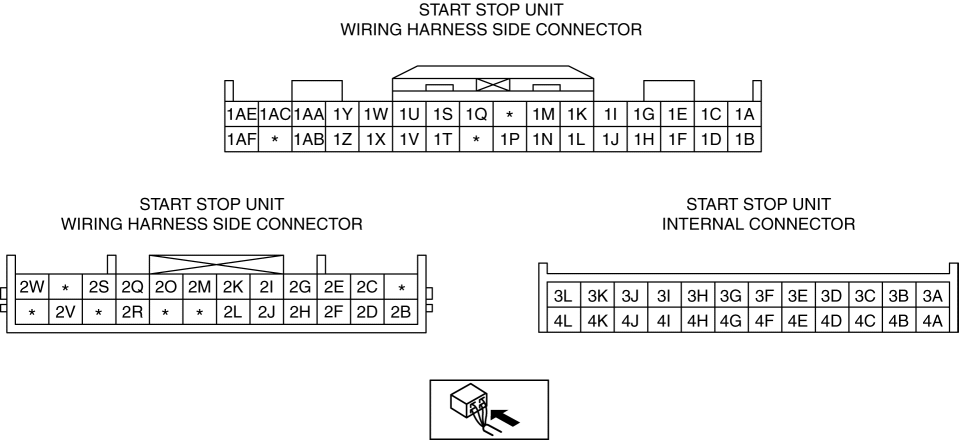 START STOP UNIT
WIRING HARNESS SIDE CONNECTOR
1AE 1AC 1AA 1Y 1W 1U 1S 1Q * 1M 1K 1I 1G 1E 1C 1A
1AF * 1AB 1Z 1X 1V 1T * 1P 1N 1L 1J 1H 1F 1D 1B
START STOP UNIT
WIRING HARNESS SIDE CONNECTOR
2W * 2S 2Q 2O 2M 2K 2I 2G 2E 2C *
* 2V * 2R * * 2L 2J 2H 2F 2D 2B
START STOP UNIT
INTERNAL CONNECTOR
3L 3K 3J 3I 3H 3G 3F 3E 3D 3C 3B 3A
4L 4K 4J 4I 4H 4G 4F 4E 4D 4C 4B 4A